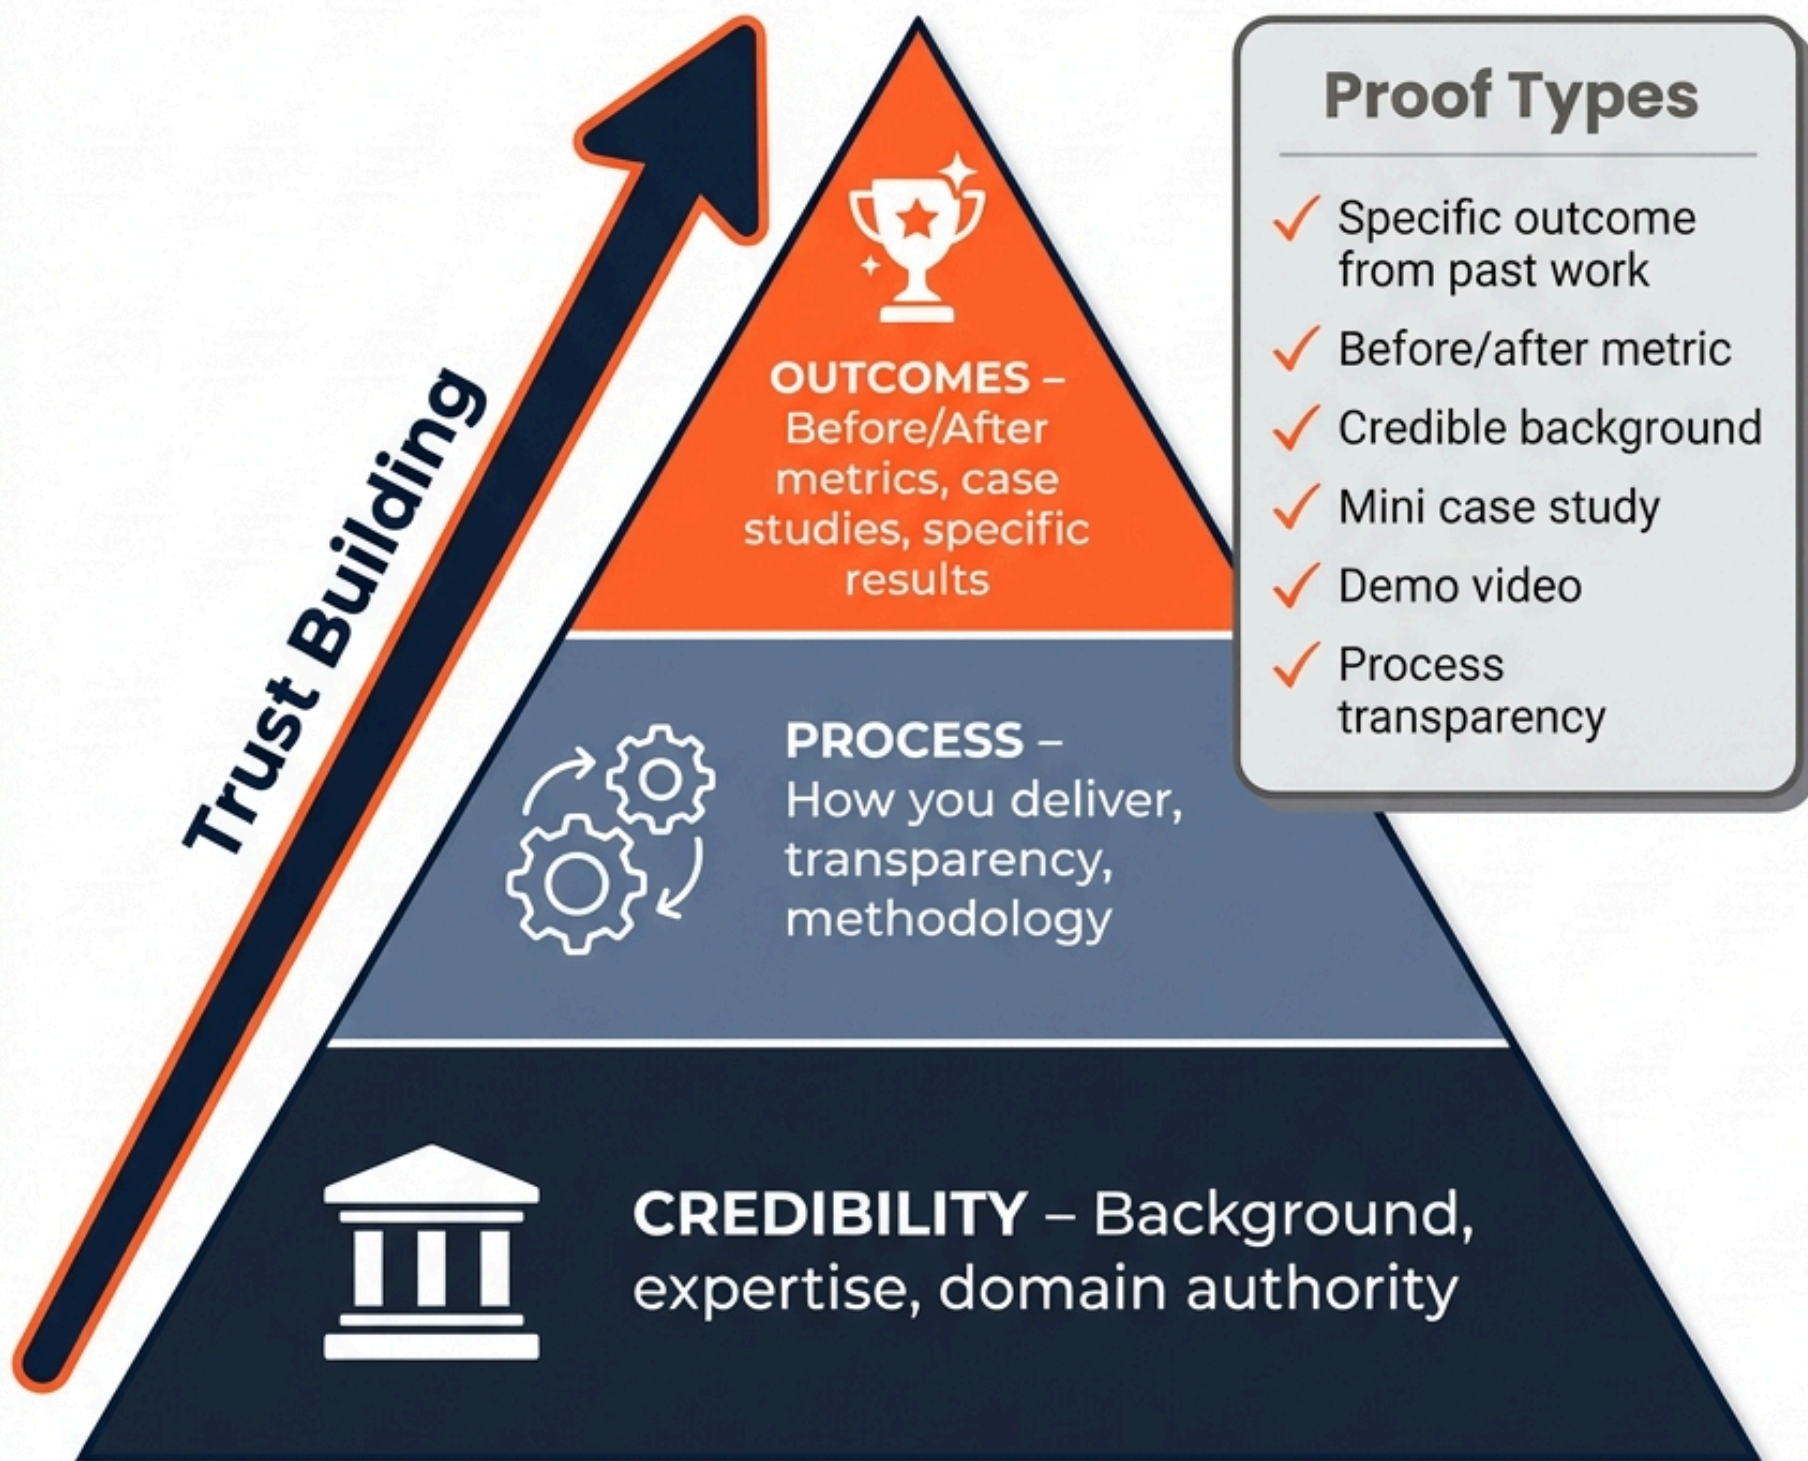 Trust Building
OUTCOMES –
Before/After
metrics, case
studies, specific
results
PROCESS –
How you deliver,
transparency,
methodology
CREDIBILITY – Background,
expertise, domain authority
Proof Types
Specific outcome
from past work
Before/after metric
Credible background
Mini case study
Demo video
Process
transparency